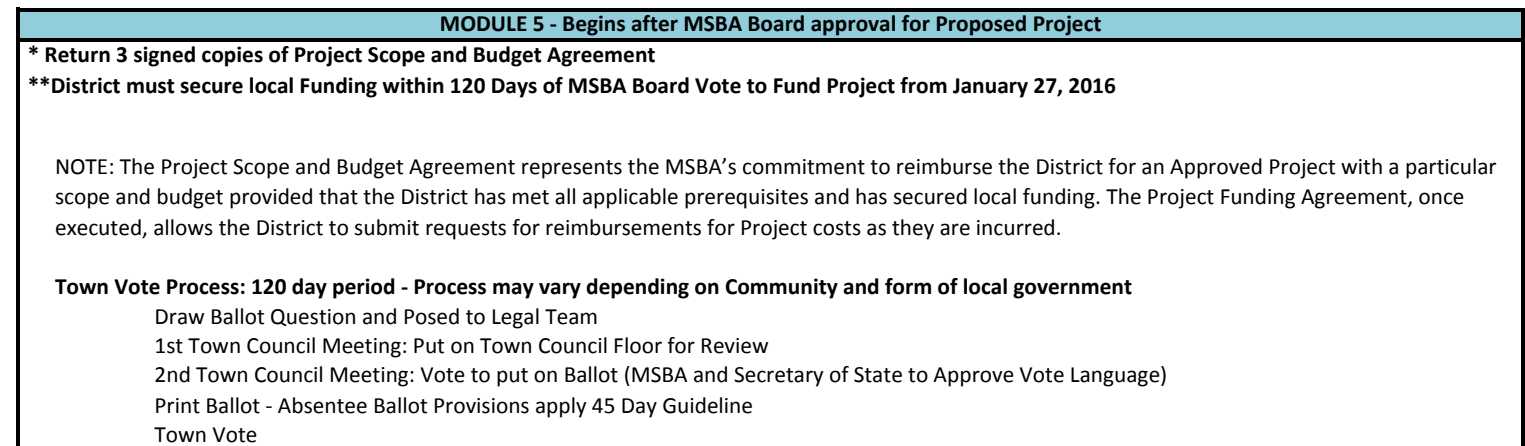 MODULE 5 - Begins after MSBA Board approval for Proposed Project
* Return 3 signed copies of Project Scope and Budget Agreement
**District must secure local Funding within 120 Days of MSBA Board Vote to Fund Project from January 27, 2016
NOTE: The Project Scope and Budget Agreement represents the MSBA’s commitment to reimburse the District for an Approved Project with a particular
scope and budget provided that the District has met all applicable prerequisites and has secured local funding. The Project Funding Agreement, once
executed, allows the District to submit requests for reimbursements for Project costs as they are incurred.
Town Vote Process: 120 day period - Process may vary depending on Community and form of local government
Draw Ballot Question and Posed to Legal Team
1st Town Council Meeting: Put on Town Council Floor for Review
2nd Town Council Meeting: Vote to put on Ballot (MSBA and Secretary of State to Approve Vote Language)
Print Ballot - Absentee Ballot Provisions apply 45 Day Guideline
Town Vote